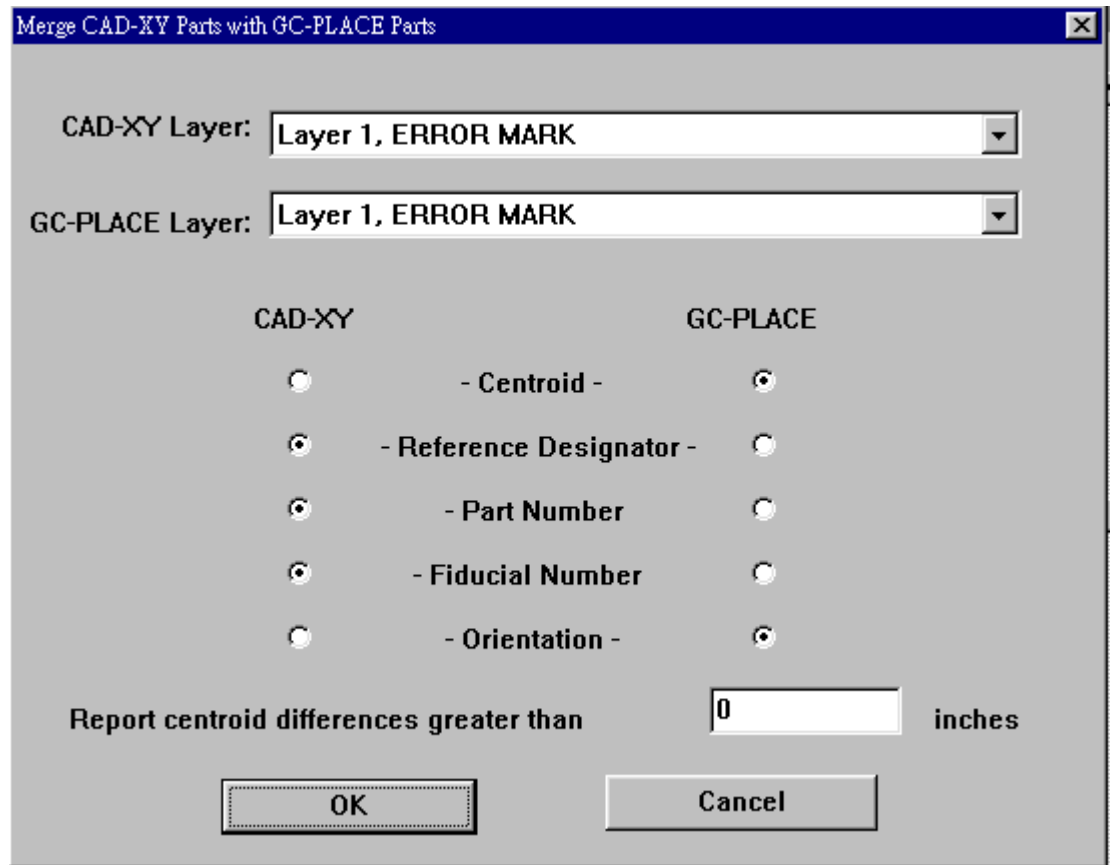 Merge CAD-XY Parts with GC-PLACE Parts
CAD-XY Layer: Layer 1, ERROR MARK
GC-PLACE Layer: Layer 1, ERROR MARK
CAD-XY GC-PLACE
- Centroid -
- Reference Designator -
- Part Number
- Fiducial Number
- Orientation -
Report centroid differences greater than 0 inches
OK Cancel